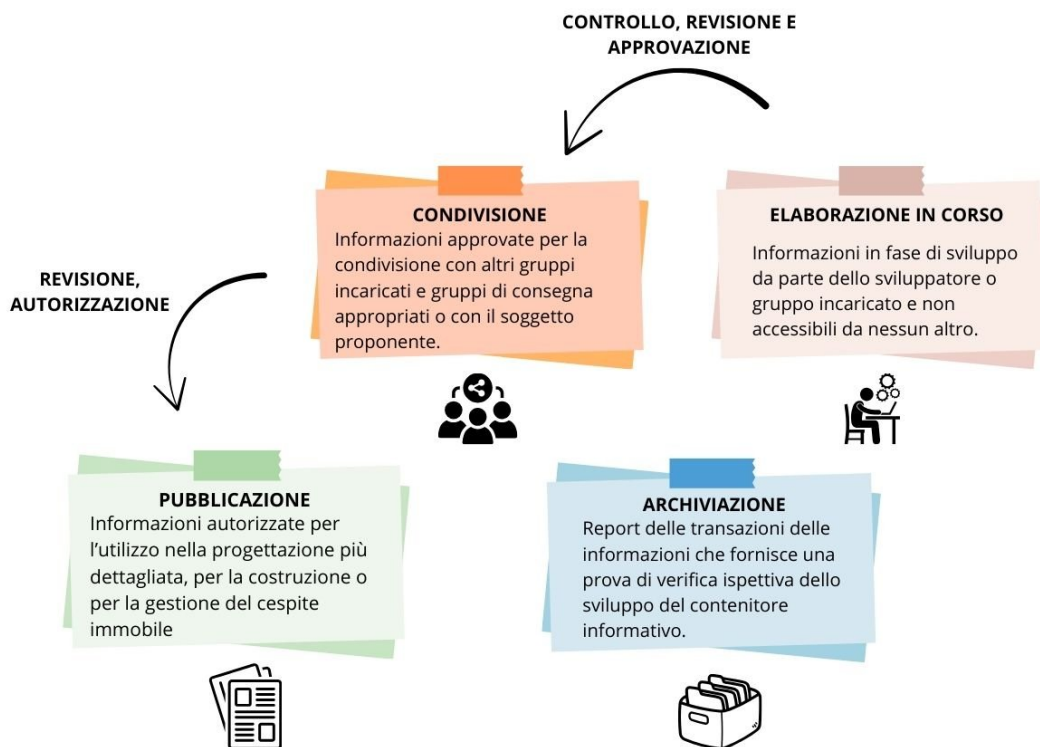 CONTROLLO, REVISIONE E
APPROVAZIONE
CONDIVISIONE
Informazioni approvate per la
condivisione con altri gruppi
incaricati e gruppi di consegna
appropriati o con il soggetto
proponente.
ELABORAZIONE IN CORSO
Informazioni in fase di sviluppo
da parte dello sviluppatore o
gruppo incaricato e non
accessibili da nessun altro.
REVISIONE,
AUTORIZZAZIONE
PUBBLICAZIONE
Informazioni autorizzate per
l'utilizzo nella progettazione più
dettagliata, per la costruzione o
per la gestione del cespite
immobile
ARCHIVIAZIONE
Report delle transazioni delle
informazioni che fornisce una
prova di verifica ispettiva dello
sviluppo del contenitore
informativo.